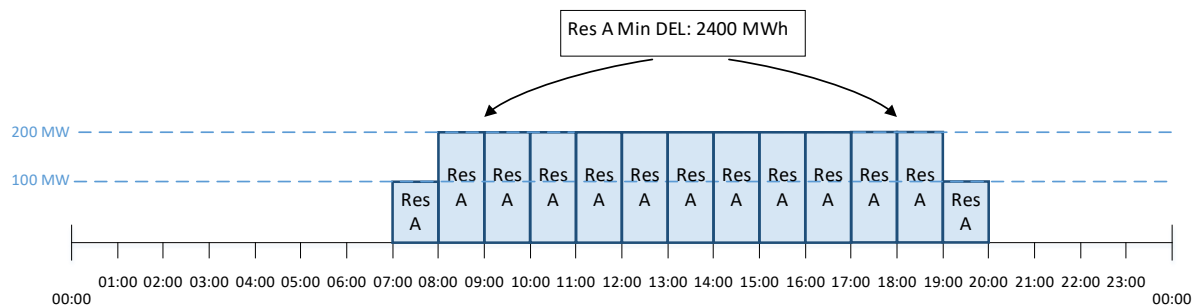 Res A Min DEL: 2400 MWh
200 MW
100 MW
Res
A
Res
A
Res
A
Res
A
Res
A
Res
A
Res
A
Res
A
Res
A
Res
A
Res
A
Res
A
Res
A
01:00 02:00 03:00 04:00 05:00 06:00 07:00 08:00 09:00 10:00 11:00 12:00 13:00 14:00 15:00 16:00 17:00 18:00 19:00 20:00 21:00 22:00 23:00
00:00 00:00